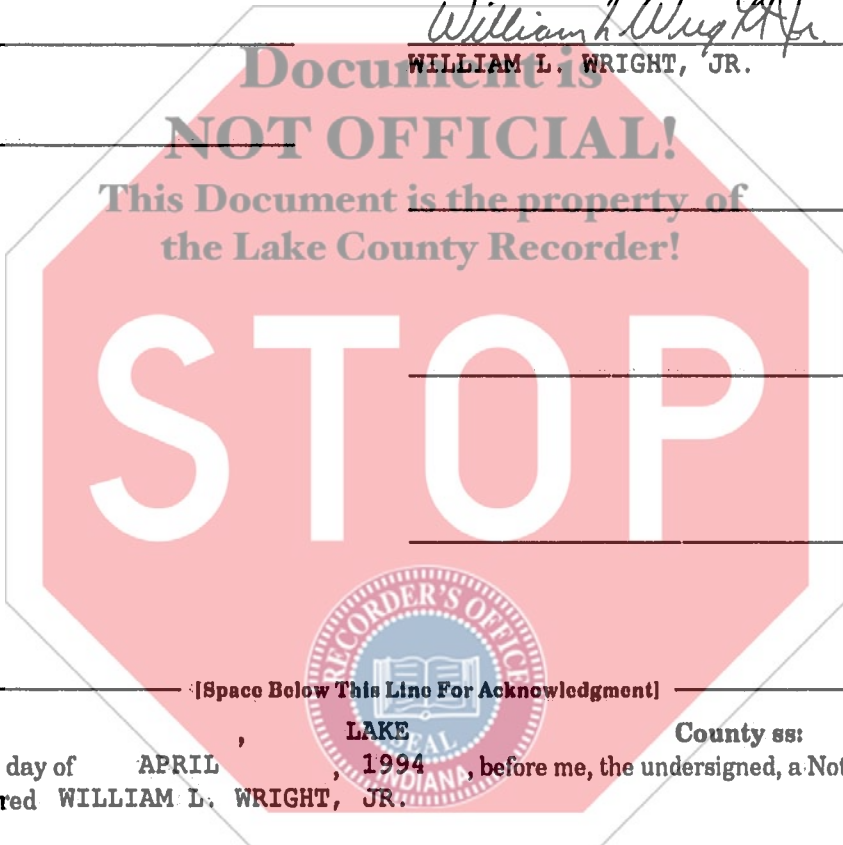 William L. Wright Jr.
WILLIAM L. WRIGHT, JR.
Document is
NOT OFFICIAL!
This Document is the property of
the Lake County Recorder!
STOP
RECORDER'S OFFICE
SEAL
INDIANA
[Space Below This Line For Acknowledgment]
, LAKE County ss:
day of APRIL , 1994 , before me, the undersigned, a Not
red WILLIAM L. WRIGHT, JR.